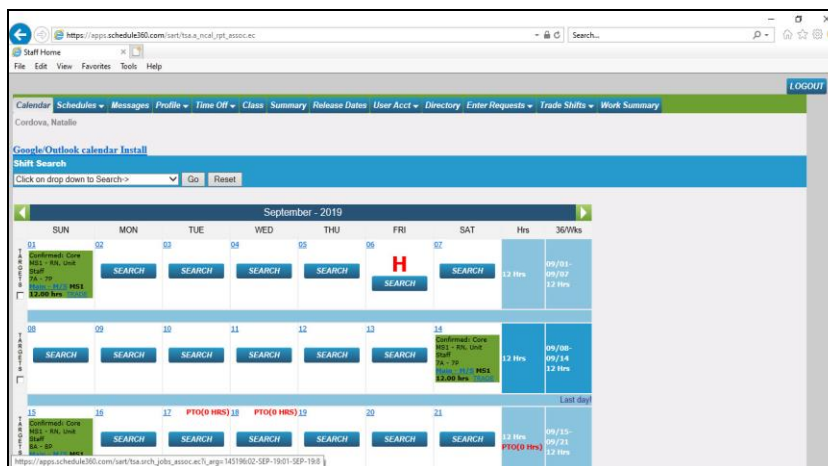 https://apps.schedule360.com/sart/tsa.a_ncal_rpt_assoc.ec
Search...
Staff Home
File Edit View Favorites Tools Help
LOGOUT
Calendar Schedules Messages Profile Time Off Class Summary Release Dates User Acct Directory Enter Requests Trade Shifts Work Summary
Cordova, Natalie
Google/Outlook calendar Install
Shift Search
Click on drop down to Search-> Go Reset
September - 2019
SUN MON TUE WED THU FRI SAT Hrs 36/Wks
TARGETS
01 02 03 04 05 06 07
Confirmed: Core
MS1 - RN, Unit
Staff
7A - 7P
Main - M/S MS1
12.00 hrs TRADE
SEARCH SEARCH SEARCH SEARCH H SEARCH SEARCH
12 Hrs
09/01-
09/07
12 Hrs
TARGETS
08 09 10 11 12 13 14
SEARCH SEARCH SEARCH SEARCH SEARCH SEARCH
Confirmed: Core
MS1 - RN, Unit
Staff
7A - 7P
Main - M/S MS1
12.00 hrs TRADE
12 Hrs
09/08-
09/14
12 Hrs
Last day!
TARGETS
15 16 17 PTO(0 HRS) 18 PTO(0 HRS) 19 20 21
Confirmed: Core
MS1 - RN, Unit
Staff
SEARCH SEARCH SEARCH SEARCH SEARCH SEARCH
12 Hrs
PTO(0 Hrs)
09/15-
09/21
12 Hrs